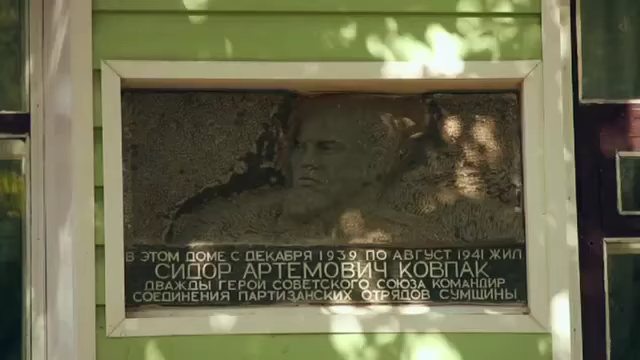 В ЭТОМ ДОМЕ С ДЕКАБРЯ 1939 ПО АВГУСТ 1941 ЖИЛ
СИДОР АРТЕМОВИЧ КОВПАК
ДВАЖДЫ ГЕРОЙ СОВЕТСКОГО СОЮЗА КОМАНДИР
СОЕДИНЕНИЯ ПАРТИЗАНСКИХ ОТРЯДОВ СУМЩИНЫ